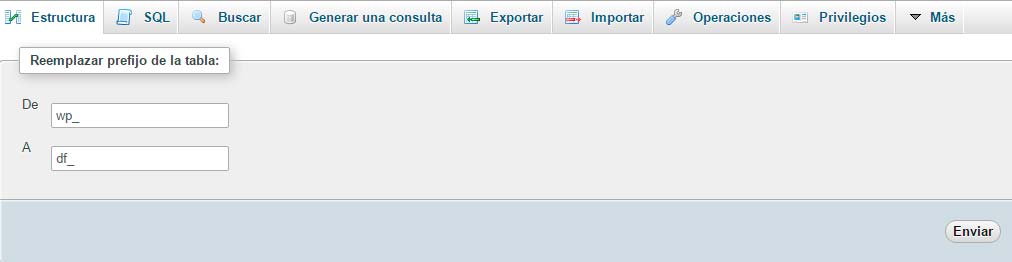 Estructura SQL Buscar Generar una consulta Exportar Importar Operaciones Privilegios Más
Reemplazar prefijo de la tabla:
De
wp_
A
df_
Enviar